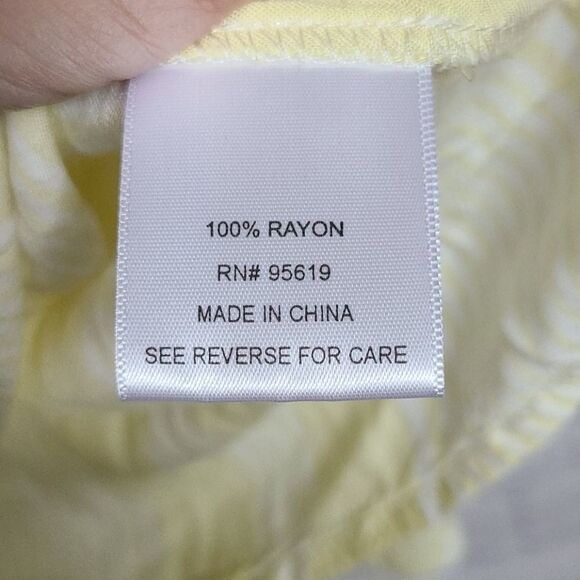 100% RAYON
RN# 95619
MADE IN CHINA
SEE REVERSE FOR CARE